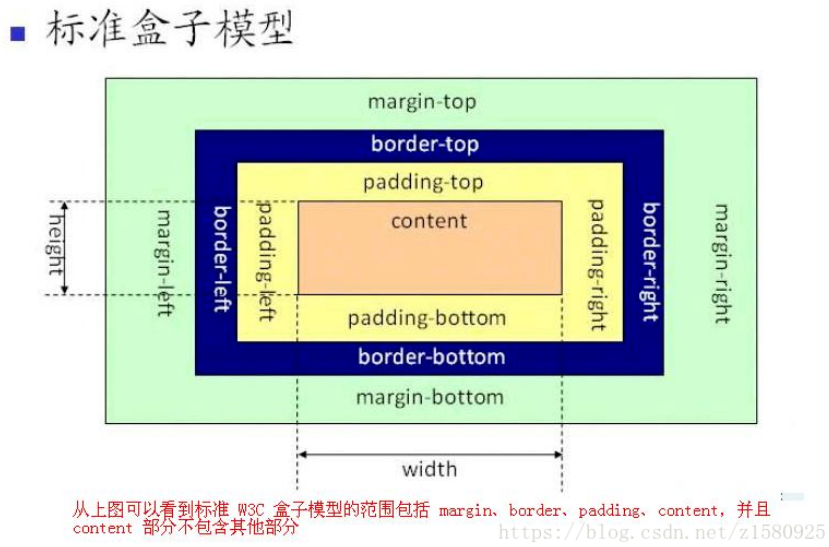 标准盒子模型
margin-top
border-top
padding-top
content
height
margin-left
border-left
padding-left
padding-right
border-right
margin-right
padding-bottom
border-bottom
margin-bottom
width
从上图可以看到标准 W3C 盒子模型的范围包括 margin、border、padding、content，并且
content 部分不包含其他部分
https://blog.csdn.net/z1580925